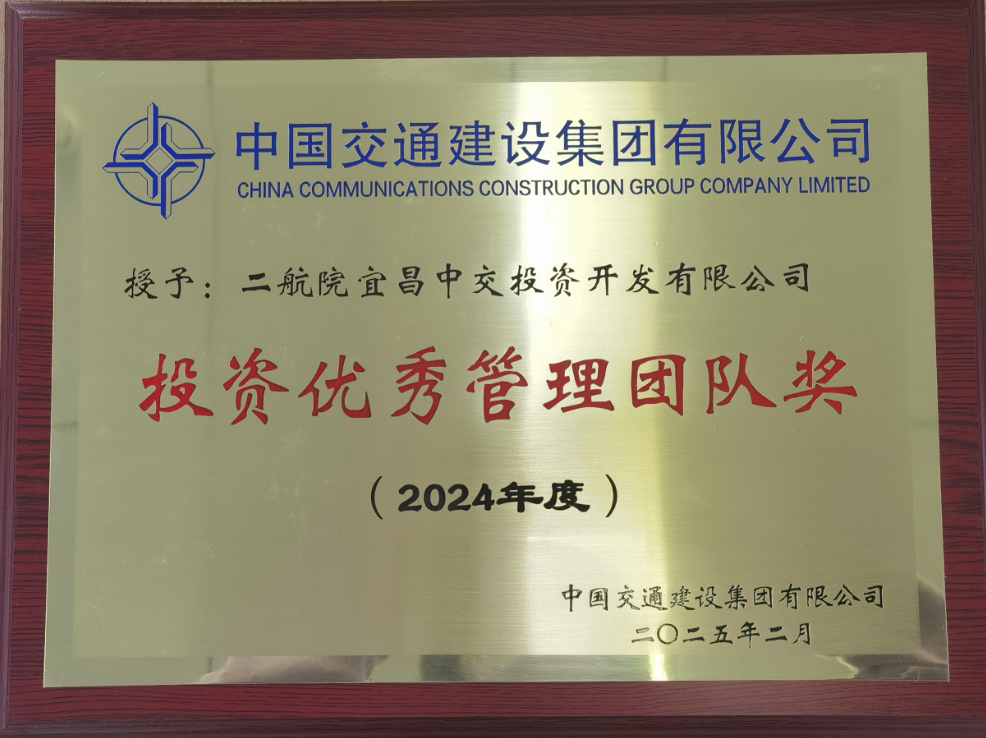 中国交通建设集团有限公司
CHINA COMMUNICATIONS CONSTRUCTION GROUP COMPANY LIMITED
授予：二航院宜昌中交投资开发有限公司
投资优秀管理团队奖
（2024年度）
中国交通建设集团有限公司
二〇二五年二月